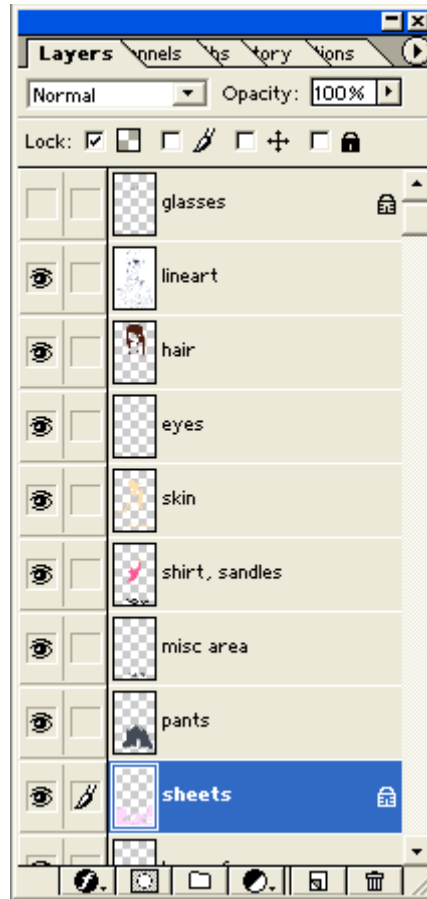 Layers
Normal Opacity: 100%
Lock:
glasses
lineart
hair
eyes
skin
shirt, sandles
misc area
pants
sheets